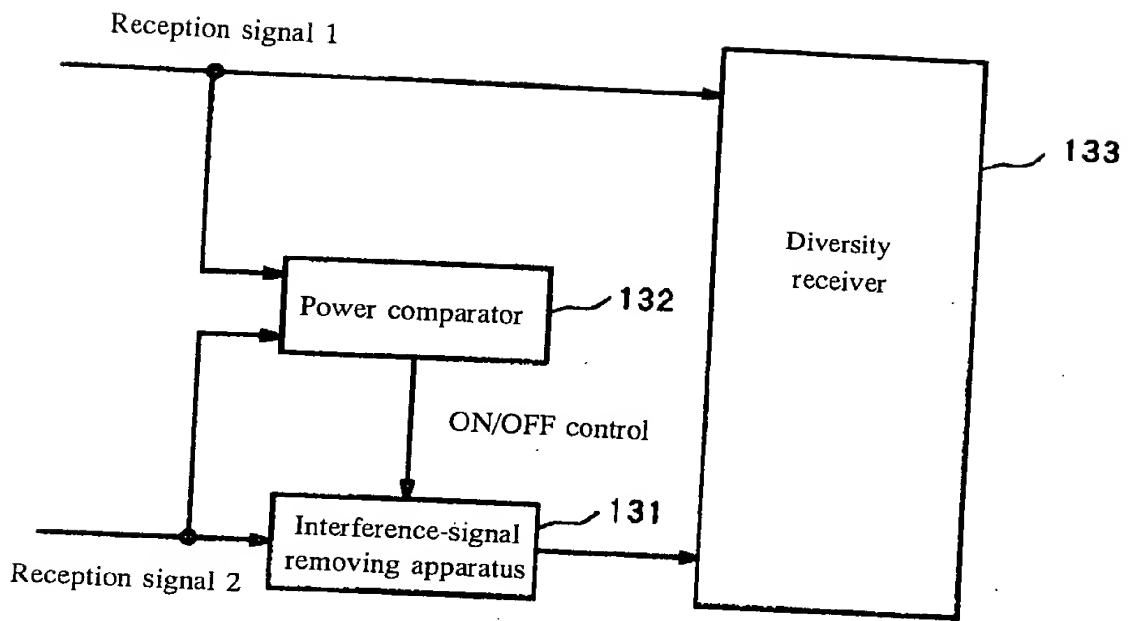 Reception signal 1
133
Diversity
receiver
132
Power comparator
ON/OFF control
131
Interference-signal
removing apparatus
Reception signal 2